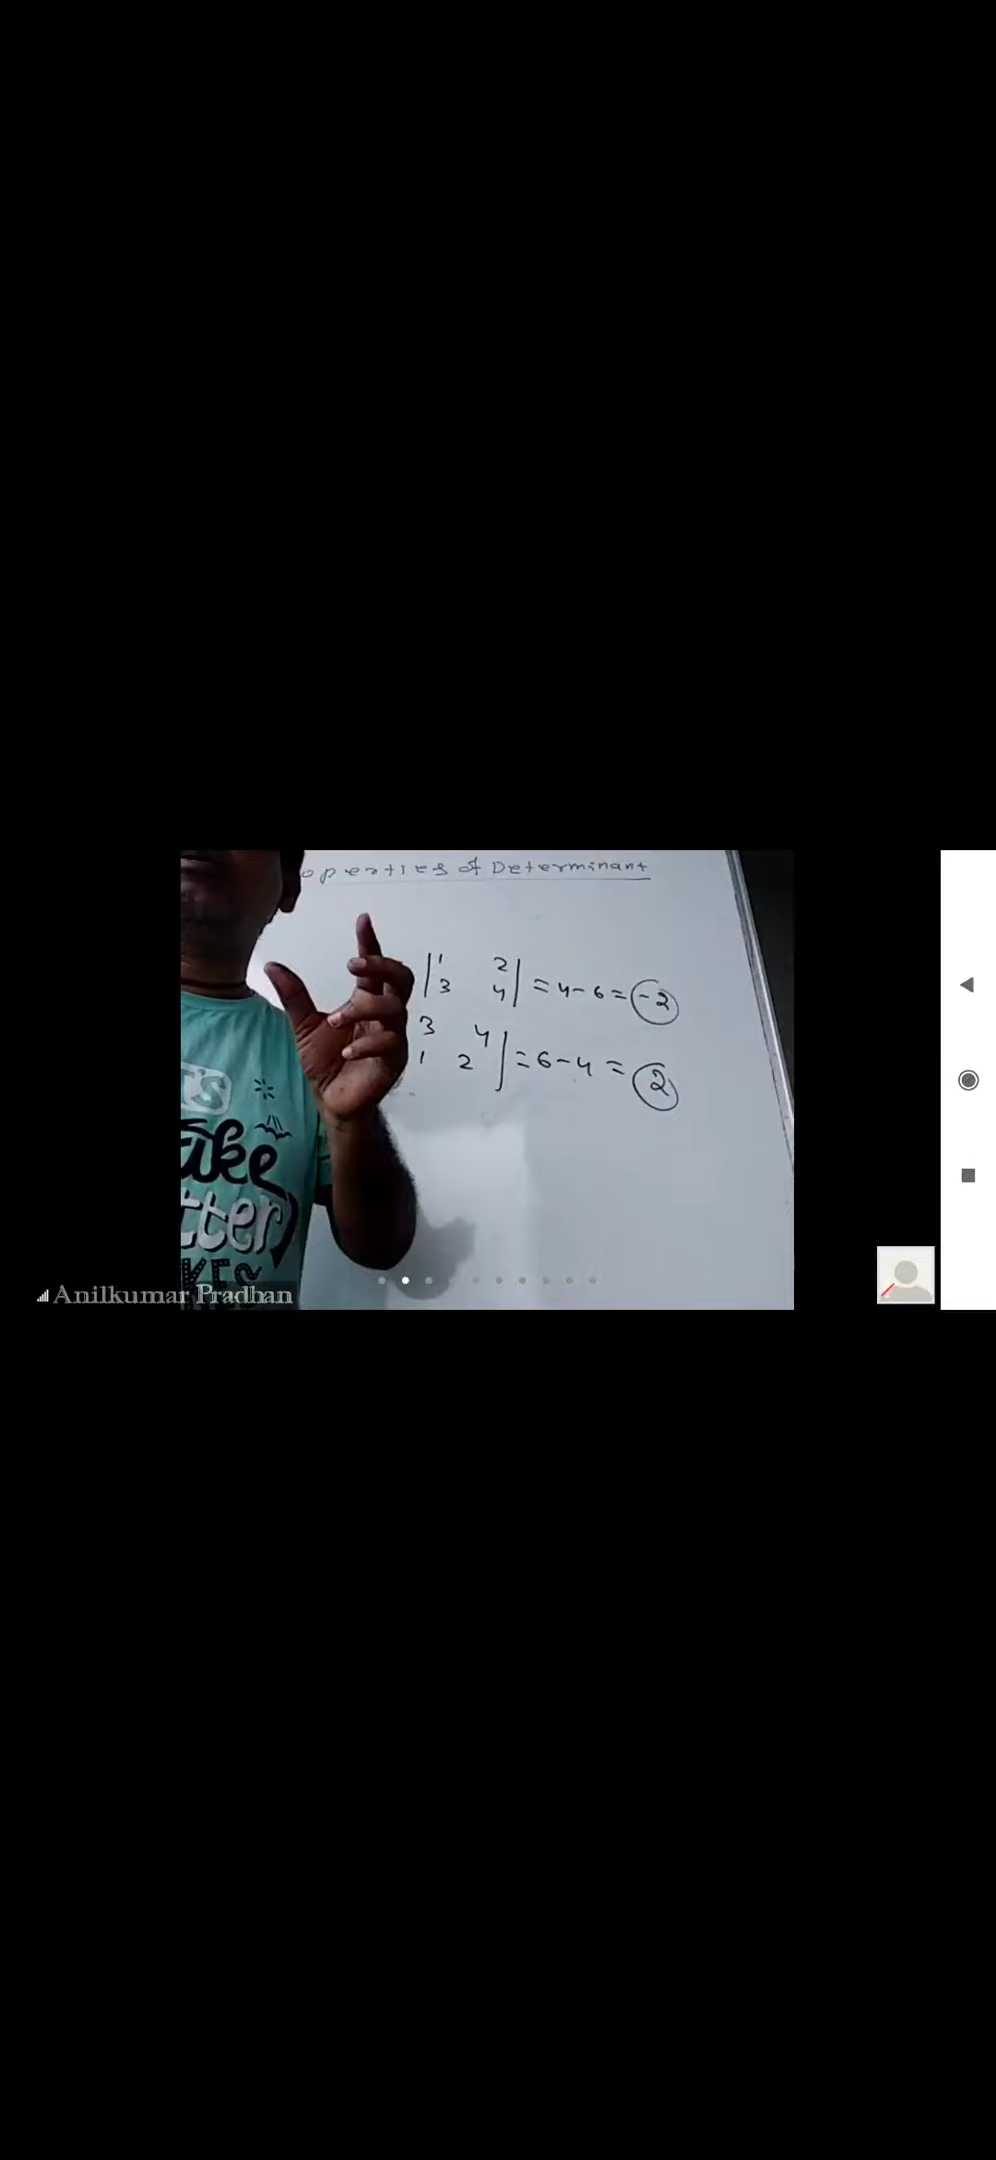 operties of Determinant
| 1 2 |
| 3 4 | = 4 - 6 = -2
3 4
1 2 | = 6 - 4 = 2
Anilkumar Pradhan